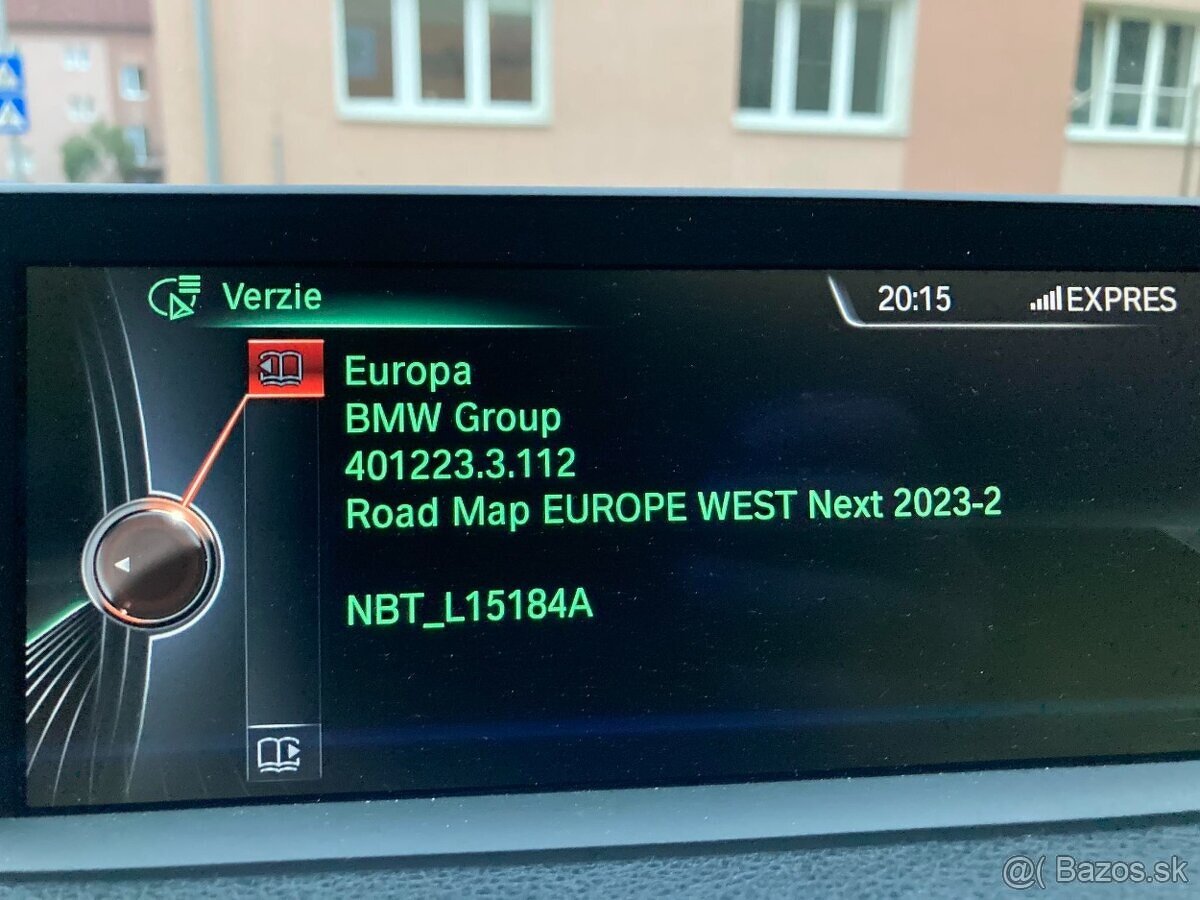 Verzie
20:15
EXPRES
Europa
BMW Group
401223.3.112
Road Map EUROPE WEST Next 2023-2
NBT_L15184A
@( Bazos.sk